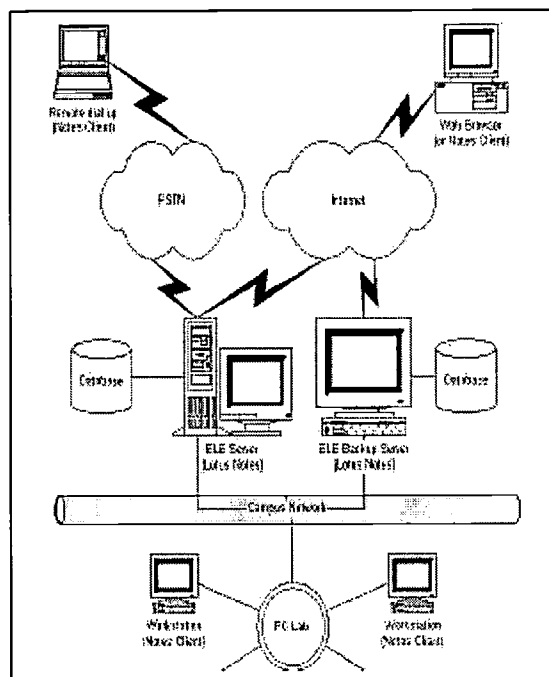 Remote Dial up
(Notes Client)
Web Browser
(or Notes Client)
PSTN
Internet
Database
Database
ELE Server
(Lotus Notes)
ELE Backup Server
(Lotus Notes)
Campus Network
Workstation
(Notes Client)
PC Lab
Workstation
(Notes Client)